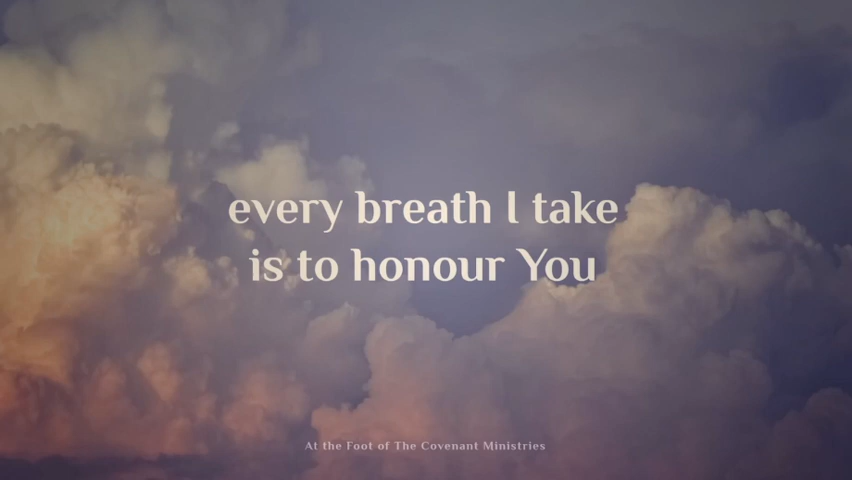 every breath I take
is to honour You
At the Foot of The Covenant Ministries